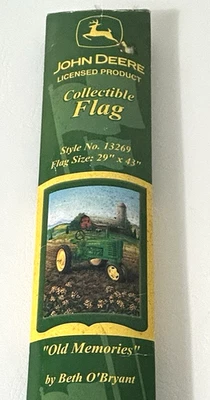 JOHN DEERE
LICENSED PRODUCT
Collectible
Flag
Style No. 13269
Flag Size: 29" x 43"
"Old Memories"
by Beth O'Bryant